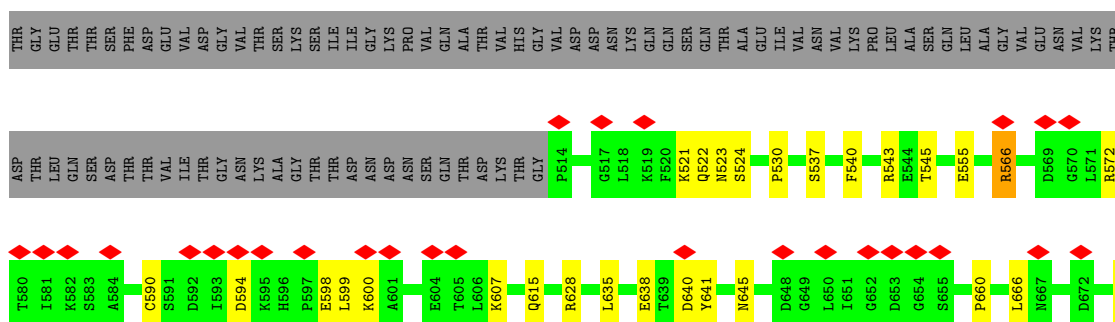 THR GLY GLU THR THR SER PHE ASP GLU VAL ASP GLY VAL THR SER LYS SER ILE ILE GLY LYS PRO VAL GLN ALA THR VAL HIS GLY VAL ASP ASP ASN LYS GLN GLN SER GLN THR ALA GLU ILE VAL ASN VAL LYS PRO LEU ALA SER GLN LEU ALA GLY VAL GLU ASN VAL LYS THR
ASP THR LEU GLN SER ASP THR THR VAL ILE THR GLY ASN LYS ALA GLY THR THR ASP ASN ASP ASN SER GLN THR ASP LYS THR GLY P514 G517 L518 K519 F520 K521 Q522 N523 S524 P530 S537 F540 R543 E544 T545 E555 R566 D569 G570 L571 R572
T580 I581 K582 S583 A584 C590 S591 D592 I593 D594 K595 H596 P597 E598 L599 K600 A601 E604 T605 L606 K607 Q615 R628 L635 E638 T639 D640 Y641 N645 D648 G649 L650 I651 G652 D653 G654 S655 P660 L666 N667 D672